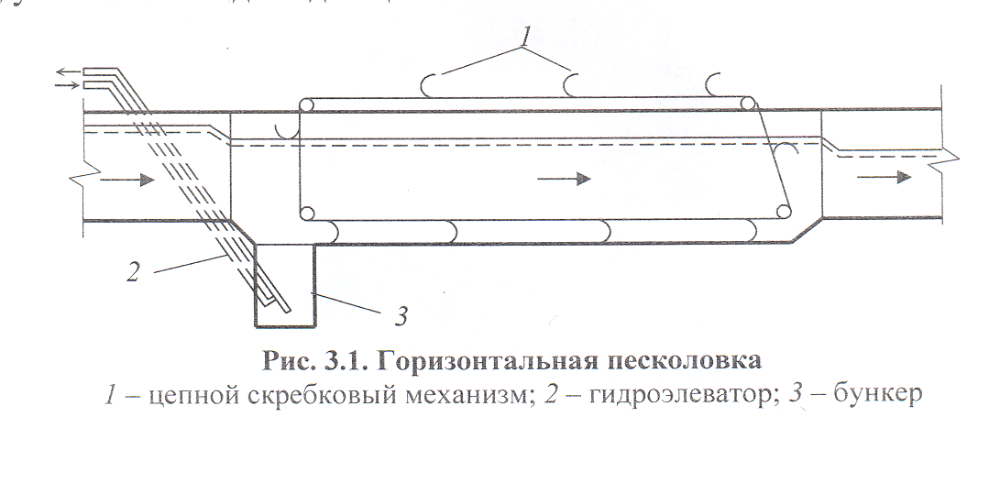 1
2
3
Рис. 3.1. Горизонтальная песколовка
1 – цепной скребковый механизм; 2 – гидроэлеватор; 3 – бункер